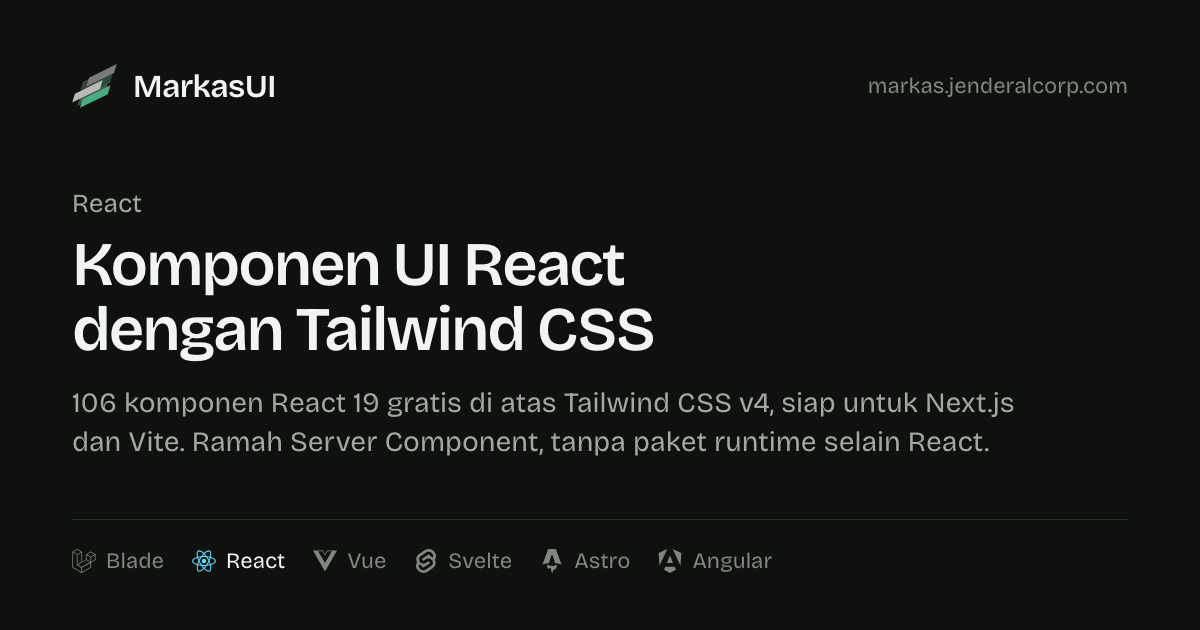 MarkasUI
markas.jenderalcorp.com
React
Komponen UI React
dengan Tailwind CSS
106 komponen React 19 gratis di atas Tailwind CSS v4, siap untuk Next.js
dan Vite. Ramah Server Component, tanpa paket runtime selain React.
Blade React Vue Svelte Astro Angular